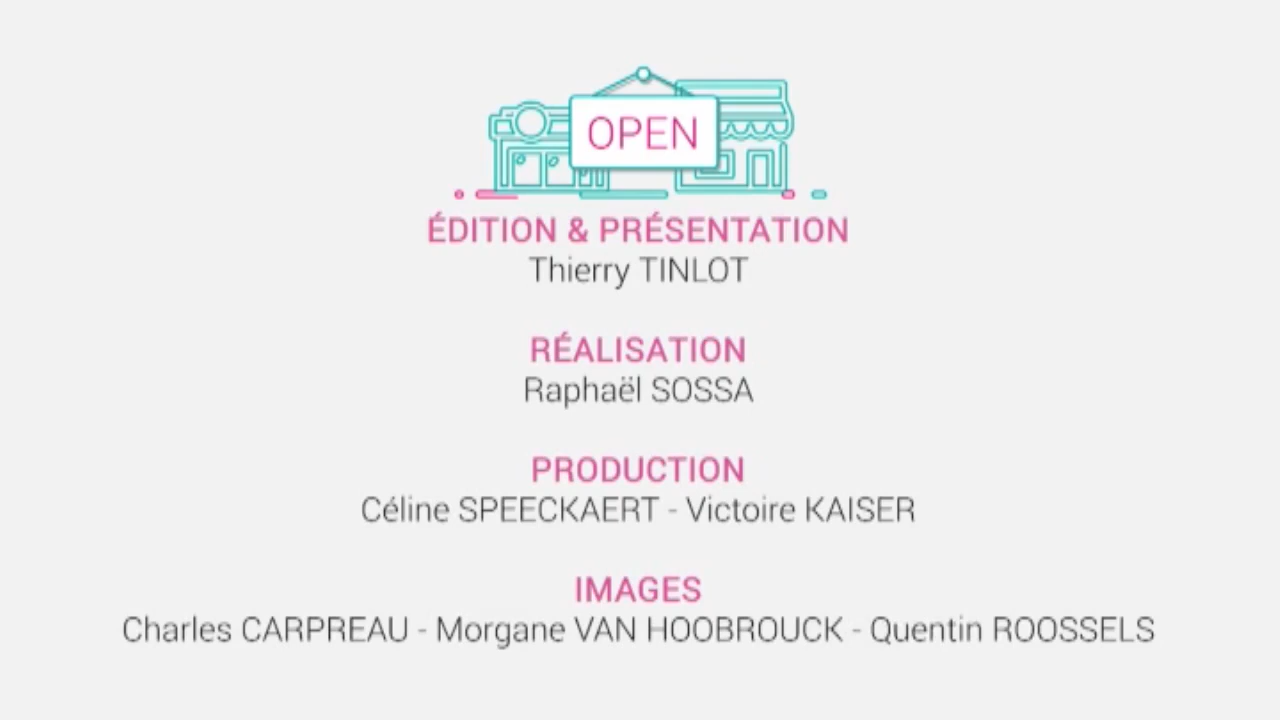 OPEN
ÉDITION & PRÉSENTATION
Thierry TINLOT
RÉALISATION
Raphaël SOSSA
PRODUCTION
Céline SPEECKAERT - Victoire KAISER
IMAGES
Charles CARPREAU - Morgane VAN HOOBROUCK - Quentin ROOSSELS